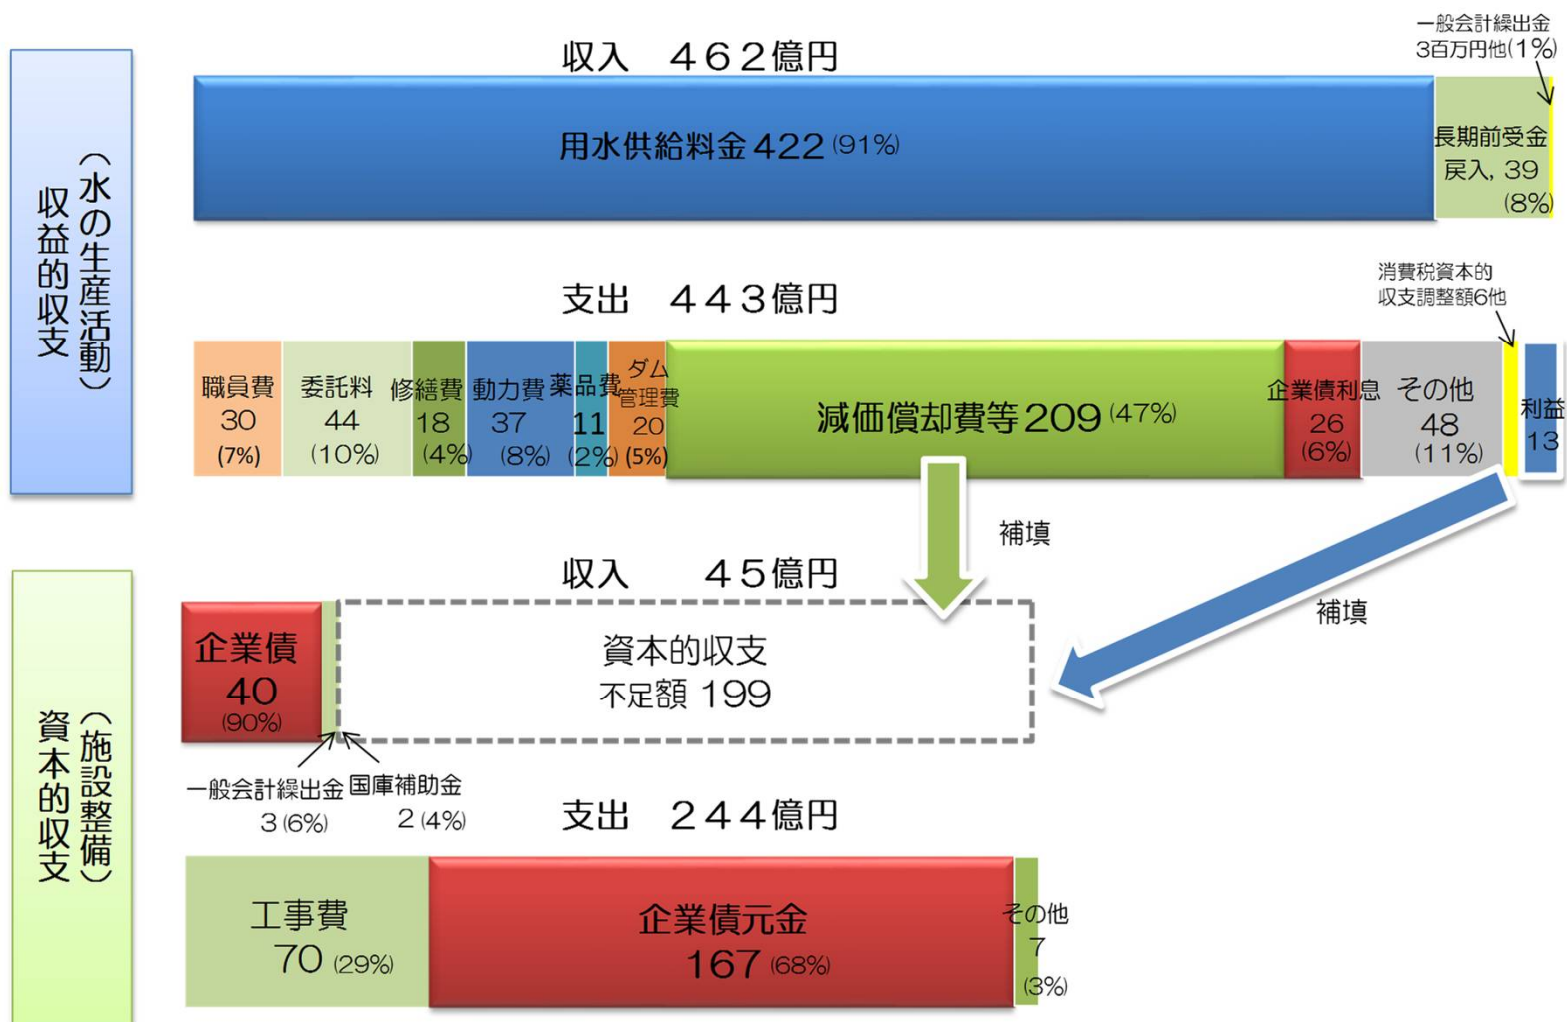 （水の生産活動）
収益的収支
収入　４６２億円
一般会計繰出金
3百万円他(1%)
用水供給料金 422 (91%)
長期前受金
戻入, 39
(8%)
支出　４４３億円
消費税資本的
収支調整額6他
職員費
30
(7%)
委託料
44
(10%)
修繕費
18
(4%)
動力費
37
(8%)
薬品費
11
(2%)
ダム
管理費
20
(5%)
減価償却費等 209 (47%)
企業債利息
26
(6%)
その他
48
(11%)
利益
13
補填
補填
（施設整備）
資本的収支
収入　　４５億円
企業債
40
(90%)
資本的収支
不足額 199
一般会計繰出金
3 (6%)
国庫補助金
2 (4%)
支出　２４４億円
工事費
70 (29%)
企業債元金
167 (68%)
その他
7
(3%)